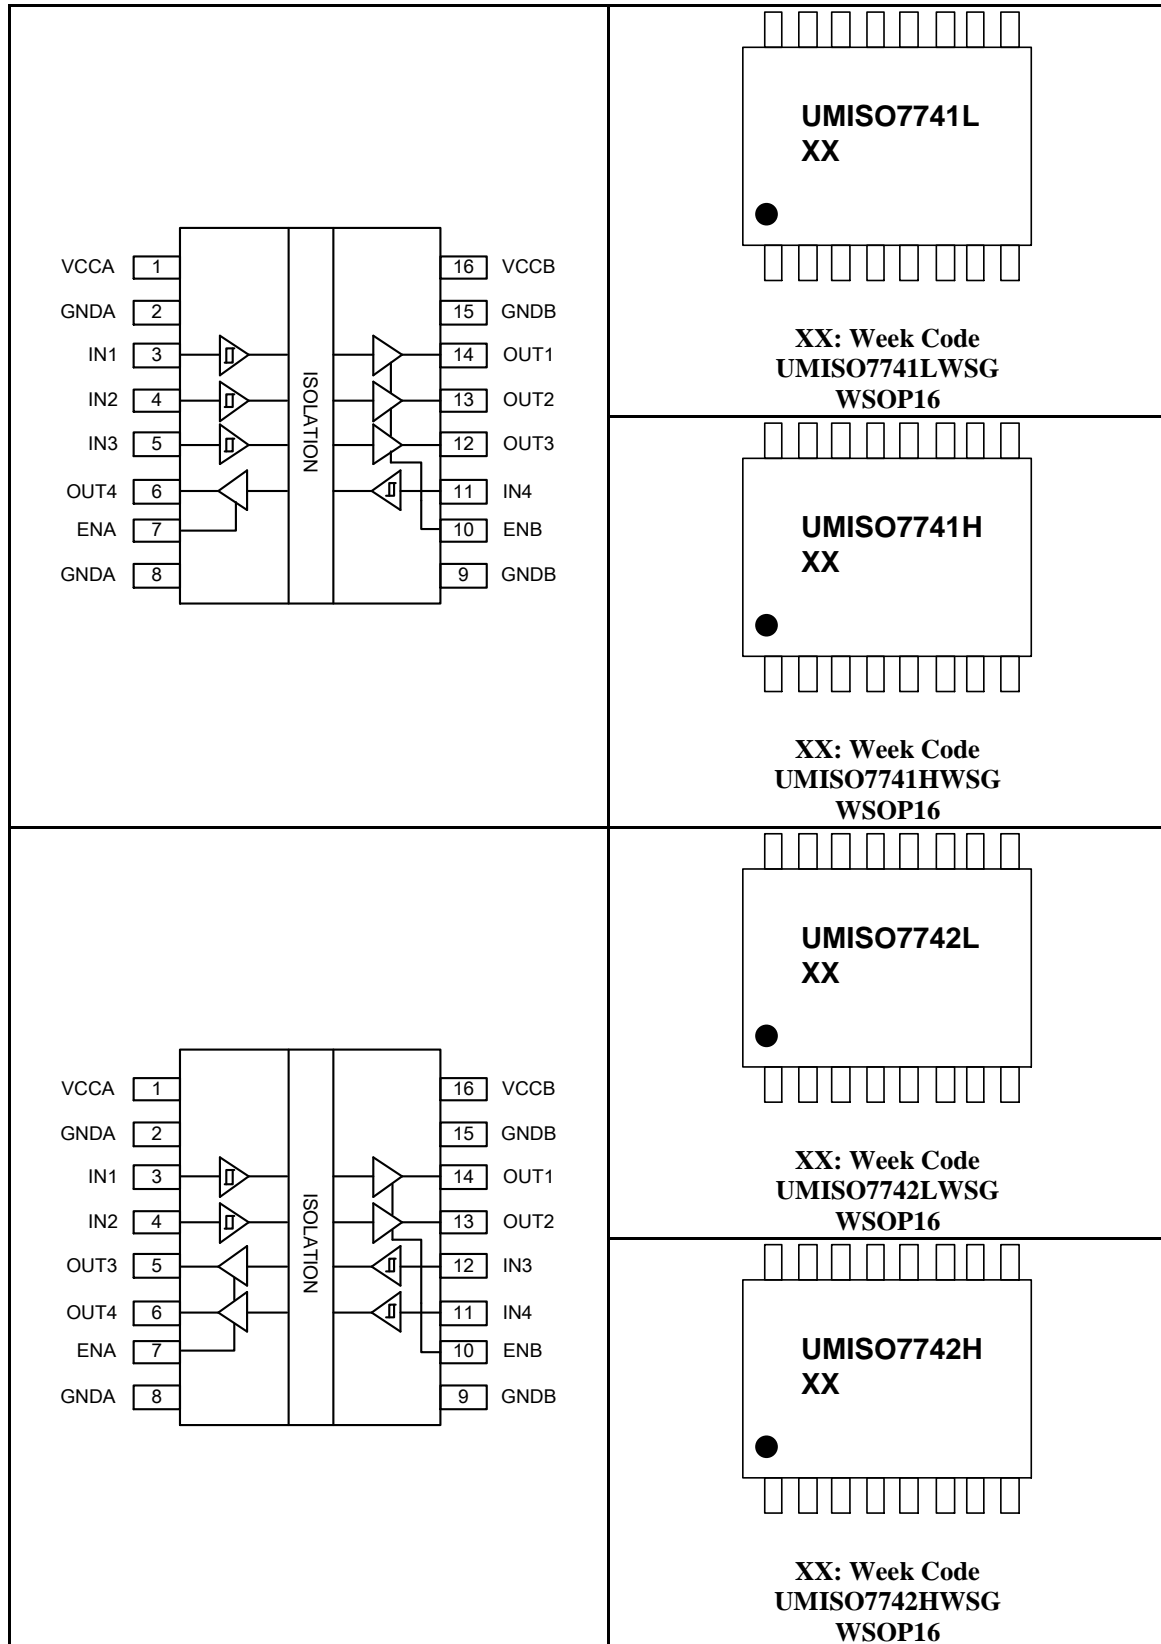 VCCA 1 16 VCCB
GNDA 2 15 GNDB
IN1 3 14 OUT1
IN2 4 13 OUT2
IN3 5 12 OUT3
OUT4 6 11 IN4
ENA 7 10 ENB
GNDA 8 9 GNDB
ISOLATION
UMISO7741L
XX
XX: Week Code
UMISO7741LWSG
WSOP16
UMISO7741H
XX
XX: Week Code
UMISO7741HWSG
WSOP16
VCCA 1 16 VCCB
GNDA 2 15 GNDB
IN1 3 14 OUT1
IN2 4 13 OUT2
OUT3 5 12 IN3
OUT4 6 11 IN4
ENA 7 10 ENB
GNDA 8 9 GNDB
ISOLATION
UMISO7742L
XX
XX: Week Code
UMISO7742LWSG
WSOP16
UMISO7742H
XX
XX: Week Code
UMISO7742HWSG
WSOP16